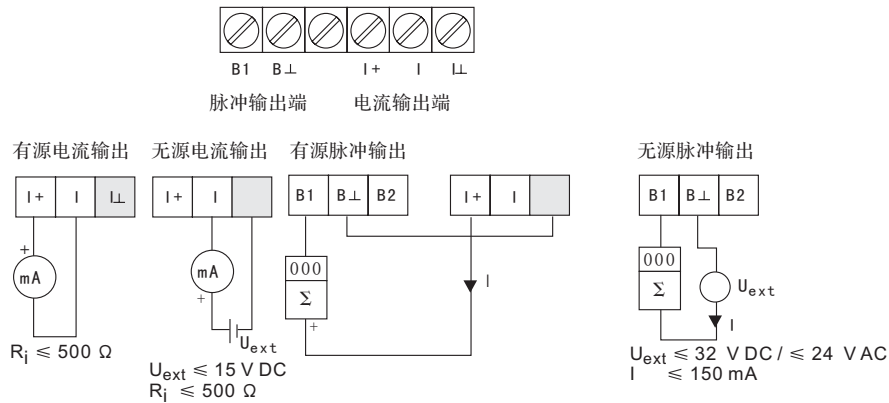 B1 B⊥ I+ I I⊥
脉冲输出端 电流输出端
有源电流输出 无源电流输出 有源脉冲输出 无源脉冲输出
I+ I I⊥ I+ I B1 B⊥ B2 I+ I B1 B⊥ B2
+
mA
mA
+
000
Σ
+
I
000
Σ
Uext
I
Uext
Ri ≤ 500 Ω
Uext ≤ 15 V DC
Ri ≤ 500 Ω
Uext ≤ 32 V DC / ≤ 24 V AC
I ≤ 150 mA